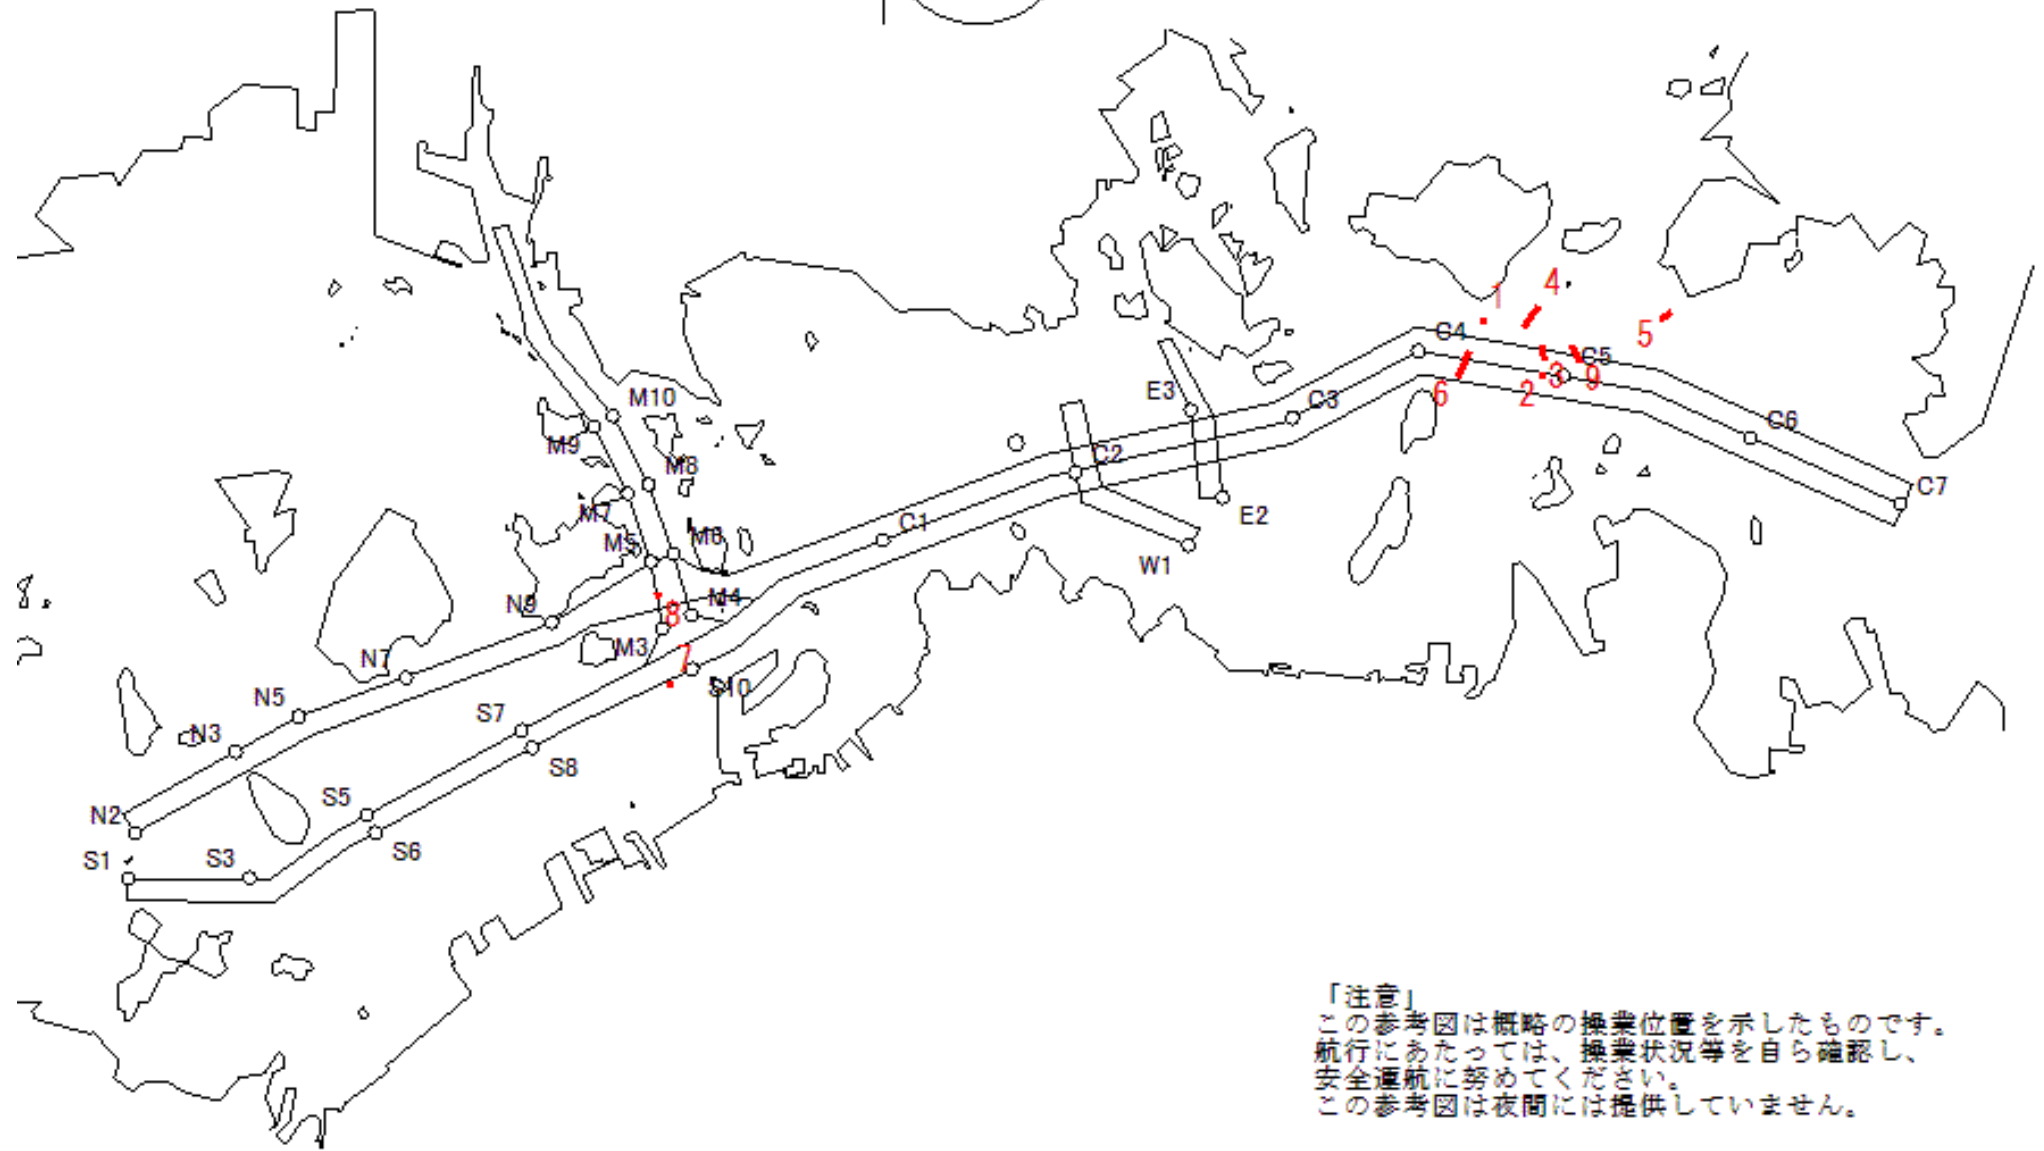 1
4
5
C4
C5
3
9
6
2
E3
C3
C6
M10
M9
C2
M8
C7
M7
E2
C1
M6
M5
W1
N9
M4
8
M3
7
N7
S10
N5
S7
N3
S8
S5
N2
S6
S1
S3
「注意」
この参考図は概略の操業位置を示したものです。
航行にあたっては、操業状況等を自ら確認し、
安全運航に努めてください。
この参考図は夜間には提供していません。